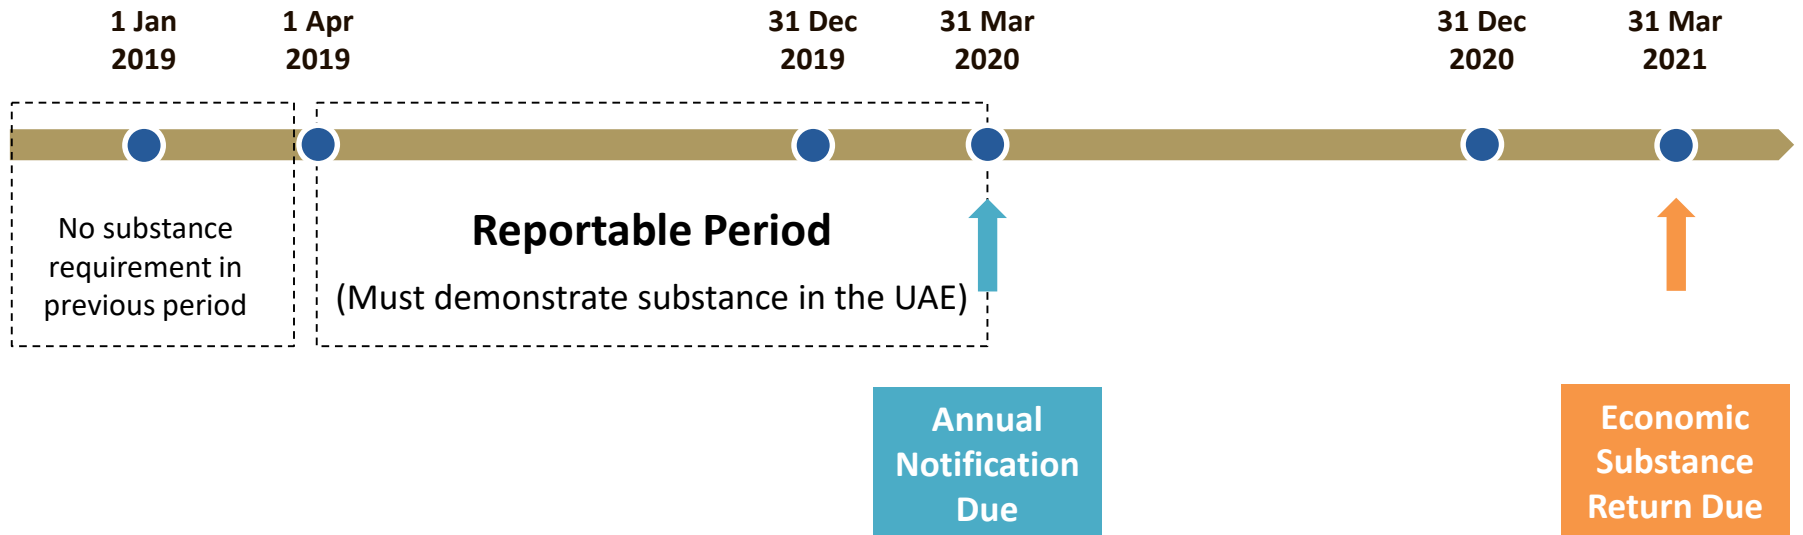 1 Jan
2019
1 Apr
2019
31 Dec
2019
31 Mar
2020
31 Dec
2020
31 Mar
2021
No substance
requirement in
previous period
Reportable Period
(Must demonstrate substance in the UAE)
Annual
Notification
Due
Economic
Substance
Return Due